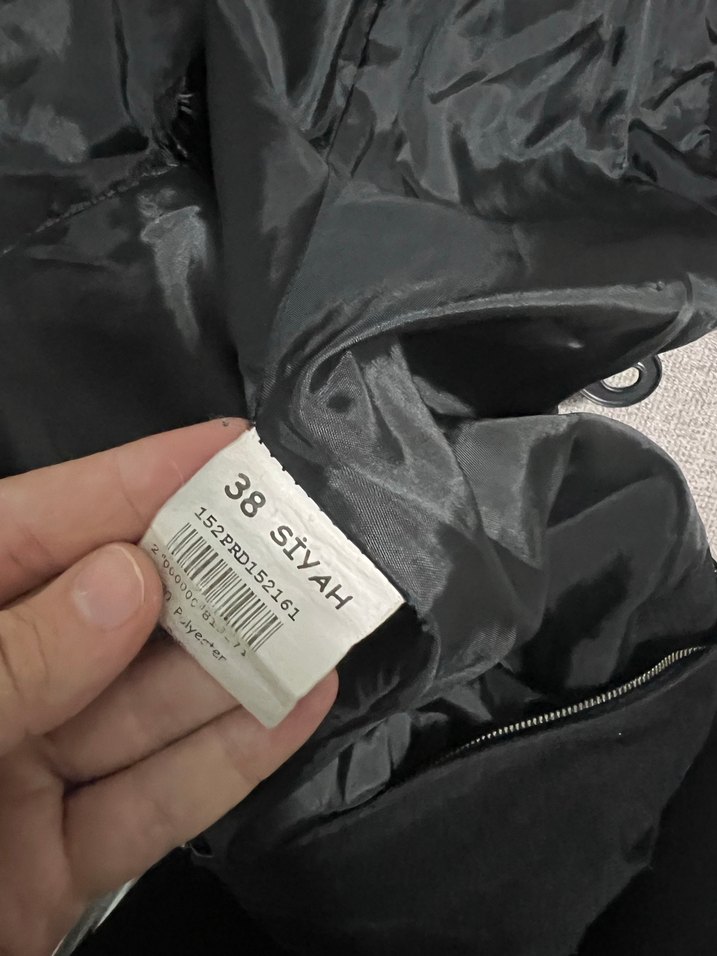 38 SİYAH
152PRD152161
Polyester